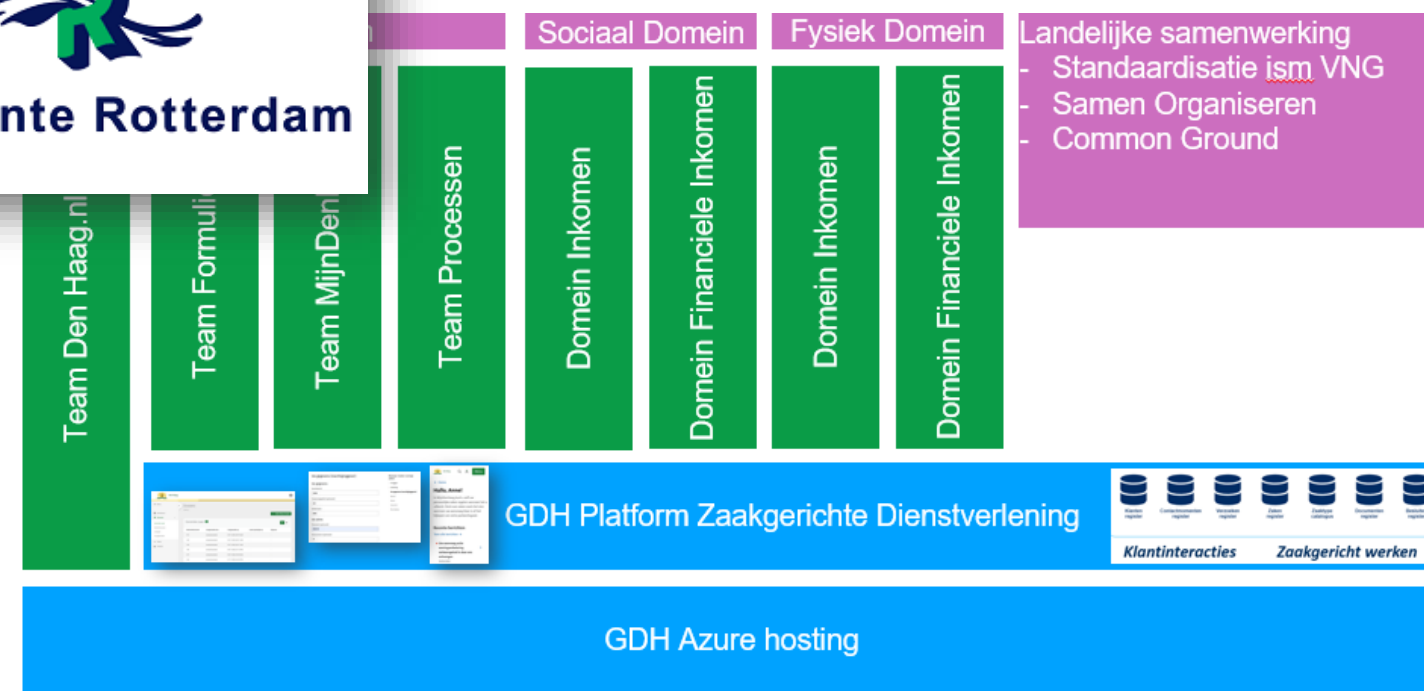 nte Rotterdam
Sociaal Domein
Fysiek Domein
Landelijke samenwerking
- Standaardisatie ism VNG
- Samen Organiseren
- Common Ground
Team Den Haag.nl
Team Formulie
Team MijnDen
Team Processen
Domein Inkomen
Domein Financiele Inkomen
Domein Inkomen
Domein Financiele Inkomen
GDH Platform Zaakgerichte Dienstverlening
Klantinteracties
Zaakgericht werken
GDH Azure hosting